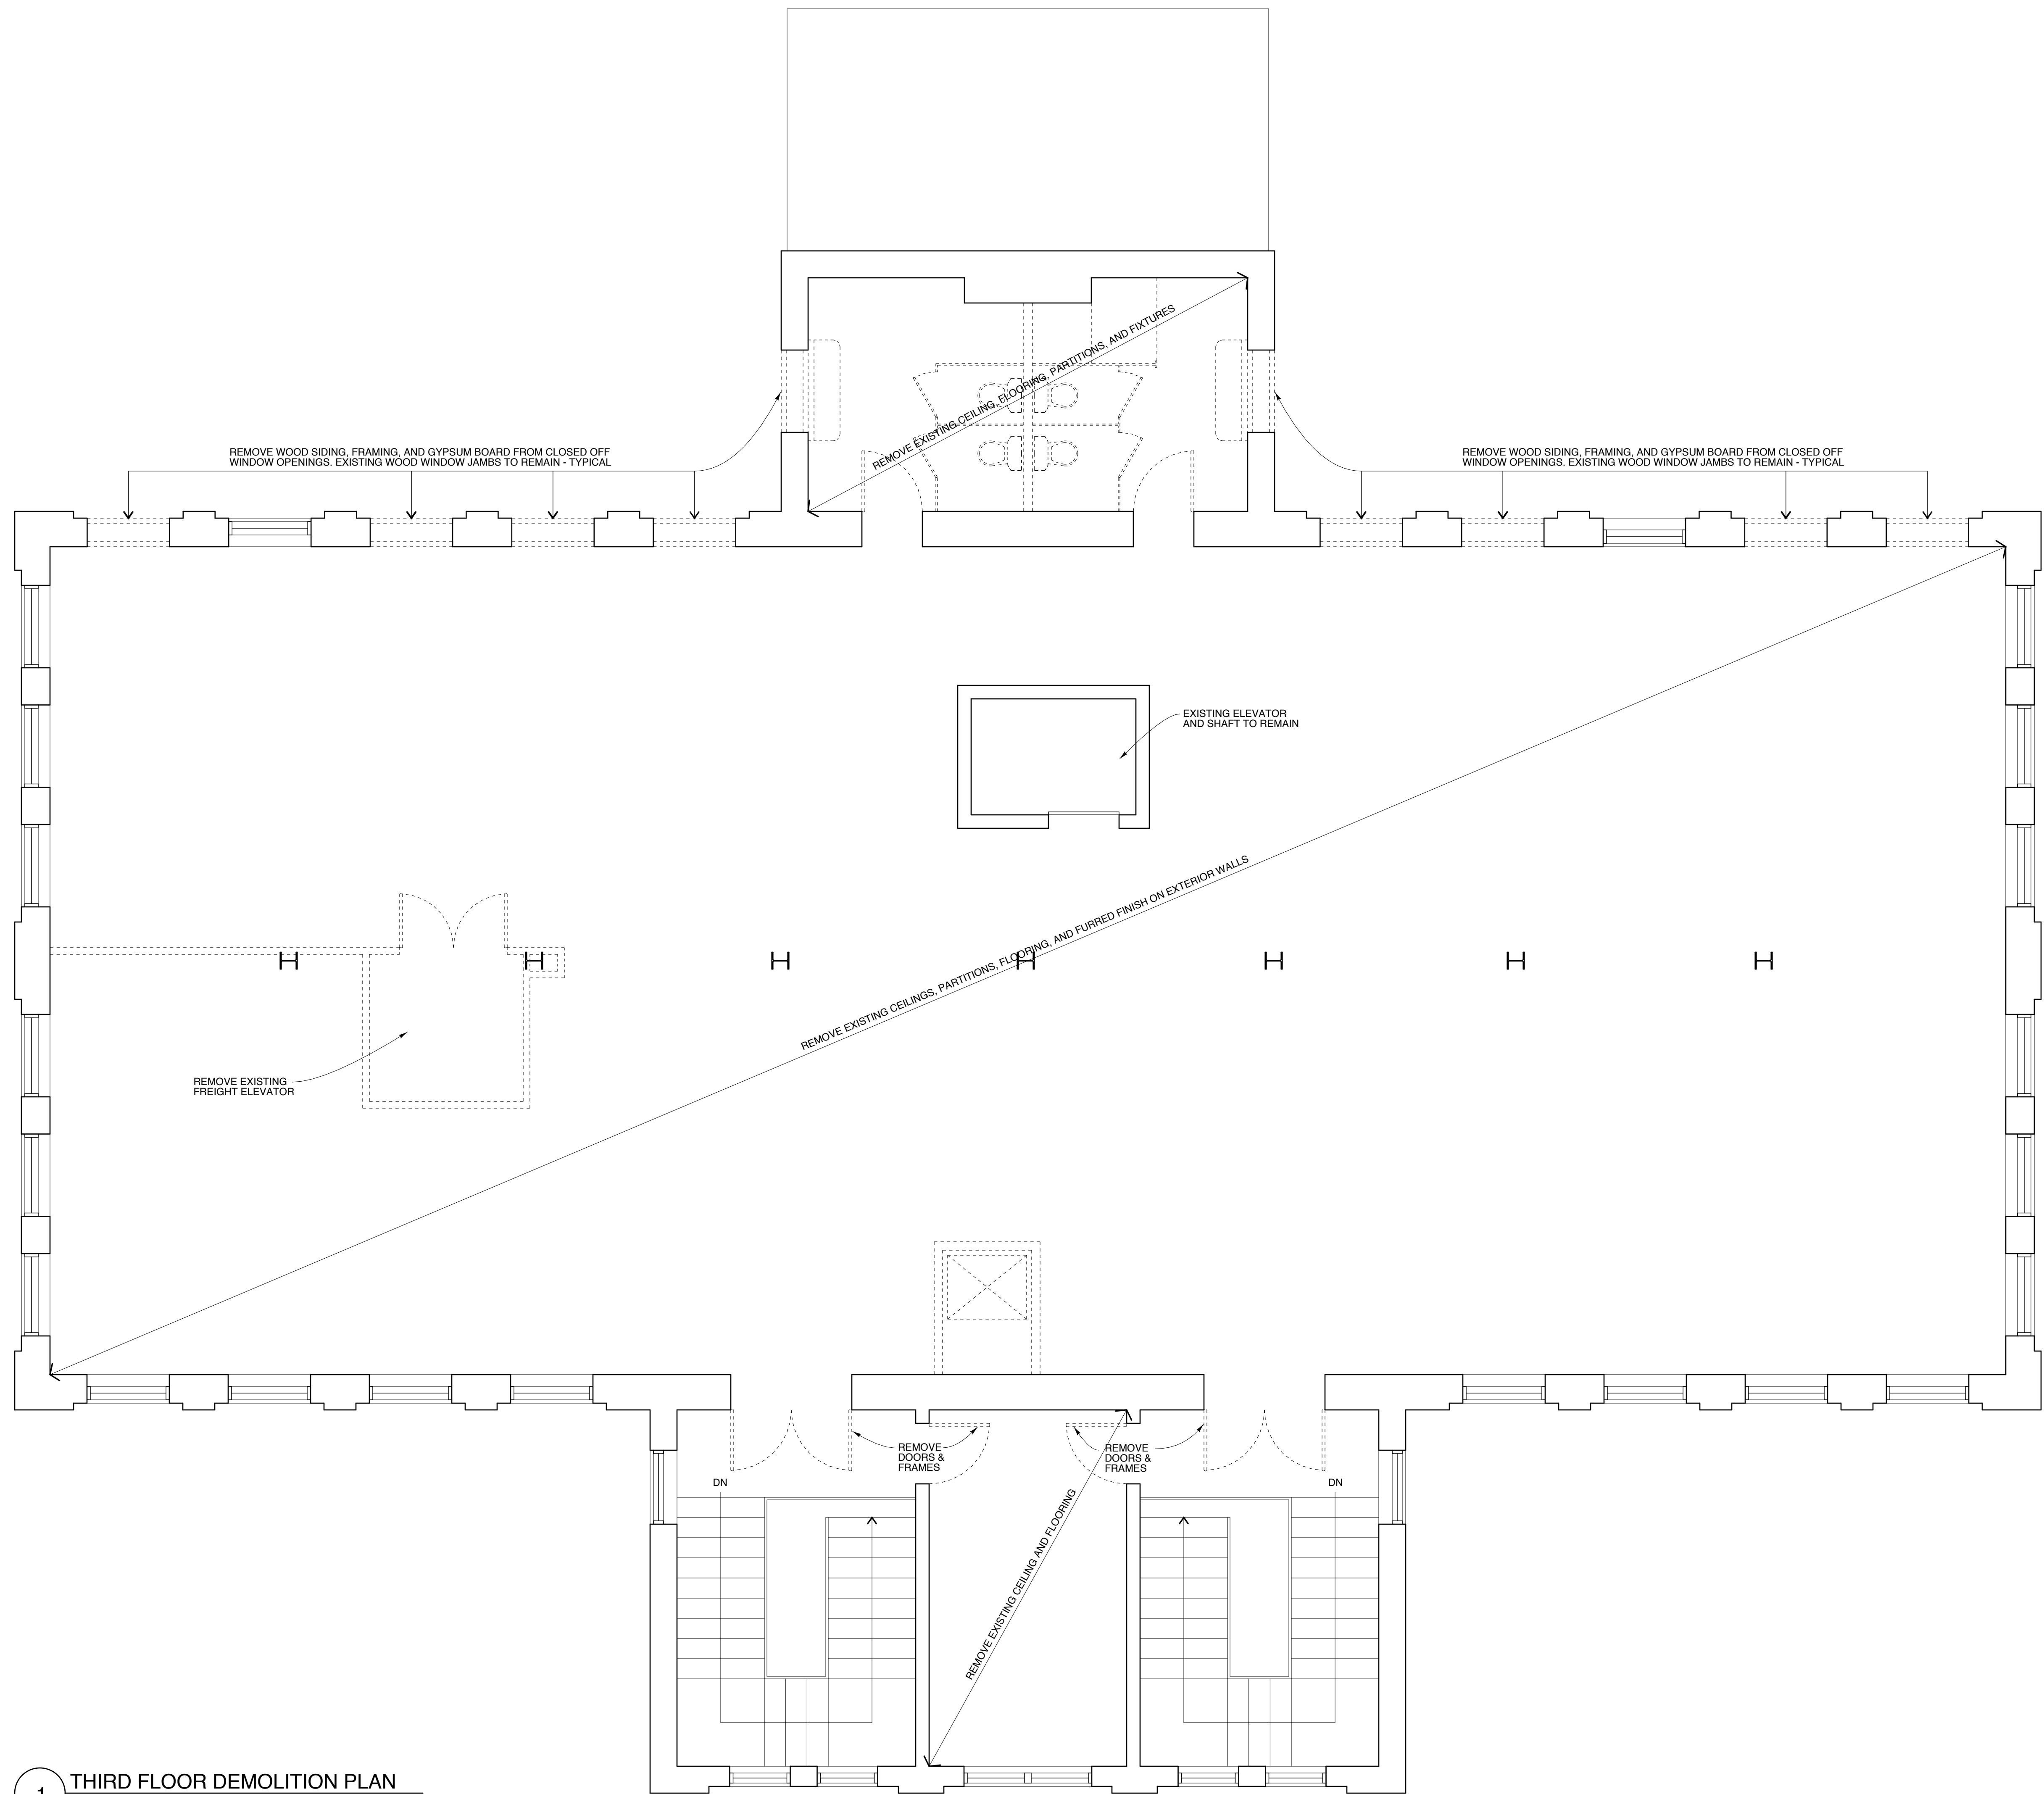 REMOVE EXISTING CEILING, FLOORING, PARTITIONS, AND FIXTURES
REMOVE WOOD SIDING, FRAMING, AND GYPSUM BOARD FROM CLOSED OFF
WINDOW OPENINGS. EXISTING WOOD WINDOW JAMBS TO REMAIN - TYPICAL
REMOVE WOOD SIDING, FRAMING, AND GYPSUM BOARD FROM CLOSED OFF
WINDOW OPENINGS. EXISTING WOOD WINDOW JAMBS TO REMAIN - TYPICAL
EXISTING ELEVATOR
AND SHAFT TO REMAIN
REMOVE EXISTING CEILINGS, PARTITIONS, FLOORING, AND FURRED FINISH ON EXTERIOR WALLS
REMOVE EXISTING
FREIGHT ELEVATOR
REMOVE
DOORS &
FRAMES
REMOVE
DOORS &
FRAMES
DN
DN
REMOVE EXISTING CEILING AND FLOORING
1
THIRD FLOOR DEMOLITION PLAN